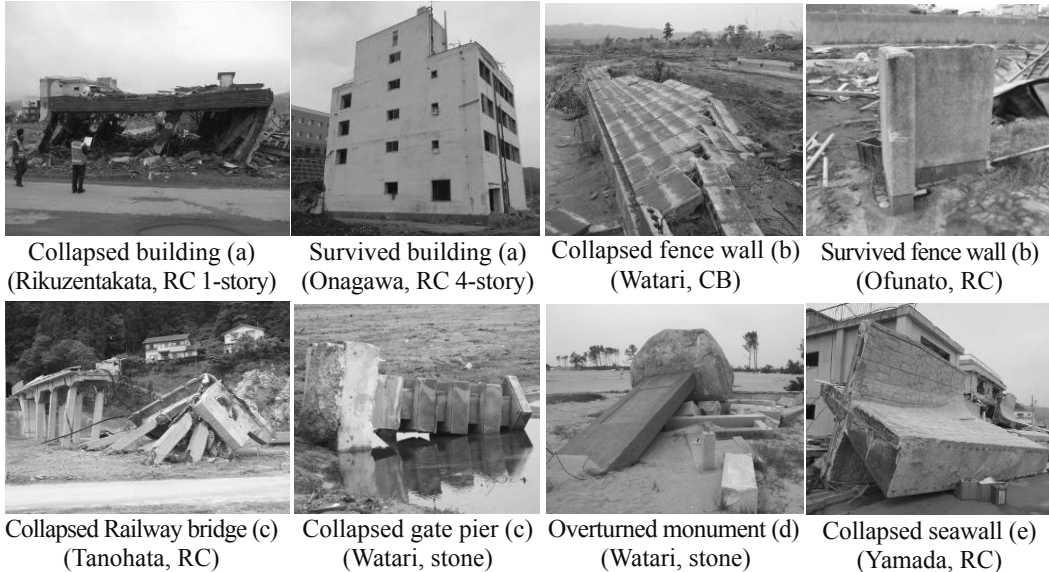 Collapsed building (a)
(Rikuzentakata, RC 1-story)
Survived building (a)
(Onagawa, RC 4-story)
Collapsed fence wall (b)
(Watari, CB)
Survived fence wall (b)
(Ofunato, RC)
Collapsed Railway bridge (c)
(Tanohata, RC)
Collapsed gate pier (c)
(Watari, stone)
Overturned monument (d)
(Watari, stone)
Collapsed seawall (e)
(Yamada, RC)